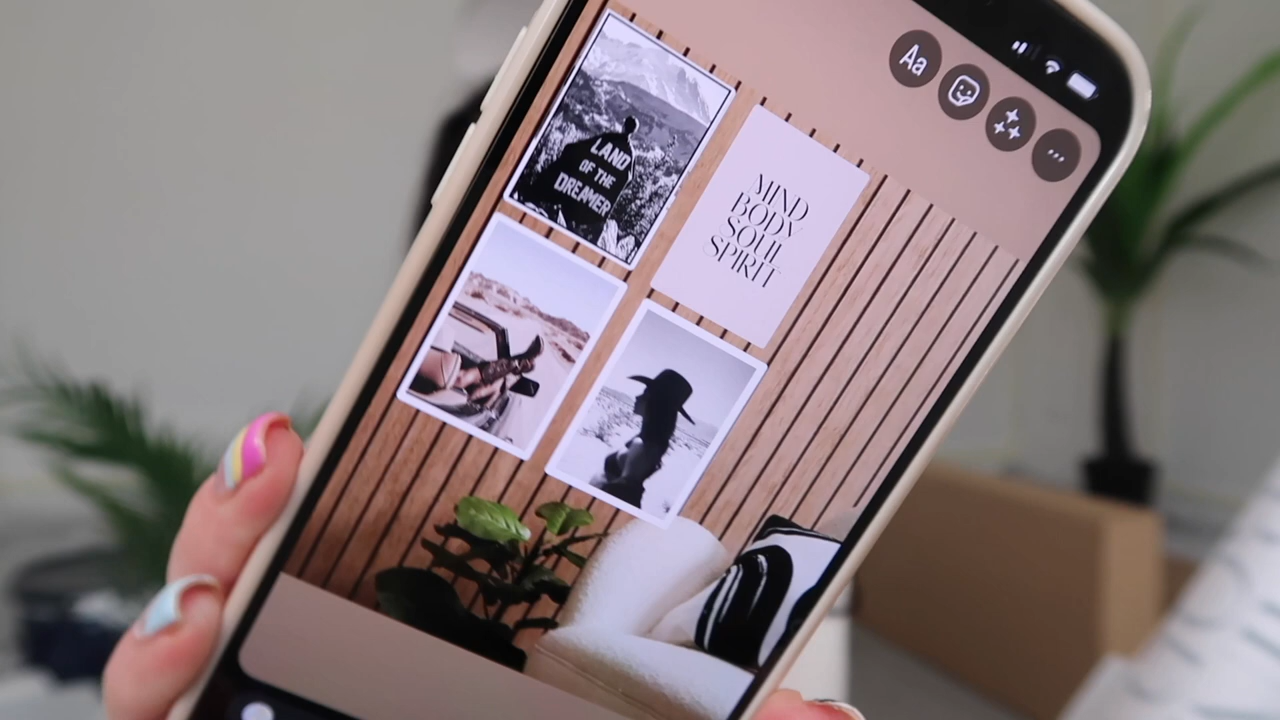 Aa
LAND
OF THE
DREAMER
MIND
BODY
SOUL
SPIRIT